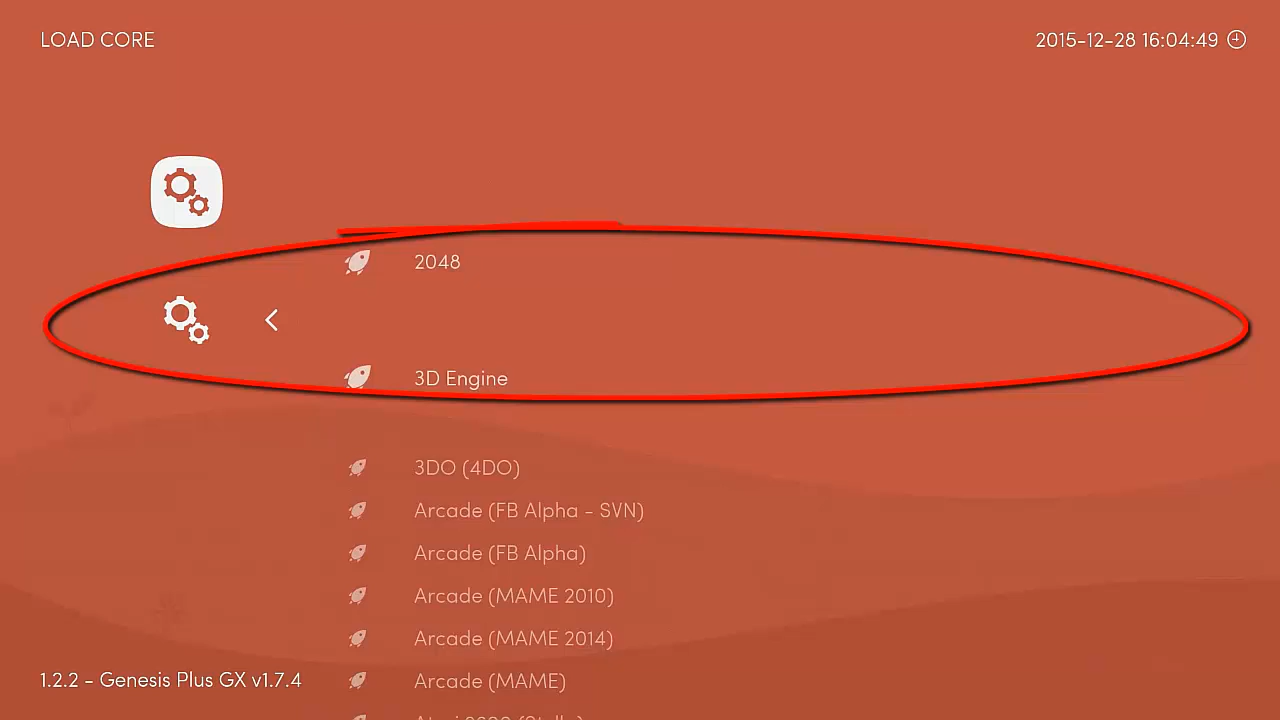 LOAD CORE
2015-12-28 16:04:49
2048
3D Engine
3DO (4DO)
Arcade (FB Alpha - SVN)
Arcade (FB Alpha)
Arcade (MAME 2010)
Arcade (MAME 2014)
Arcade (MAME)
1.2.2 - Genesis Plus GX v1.7.4